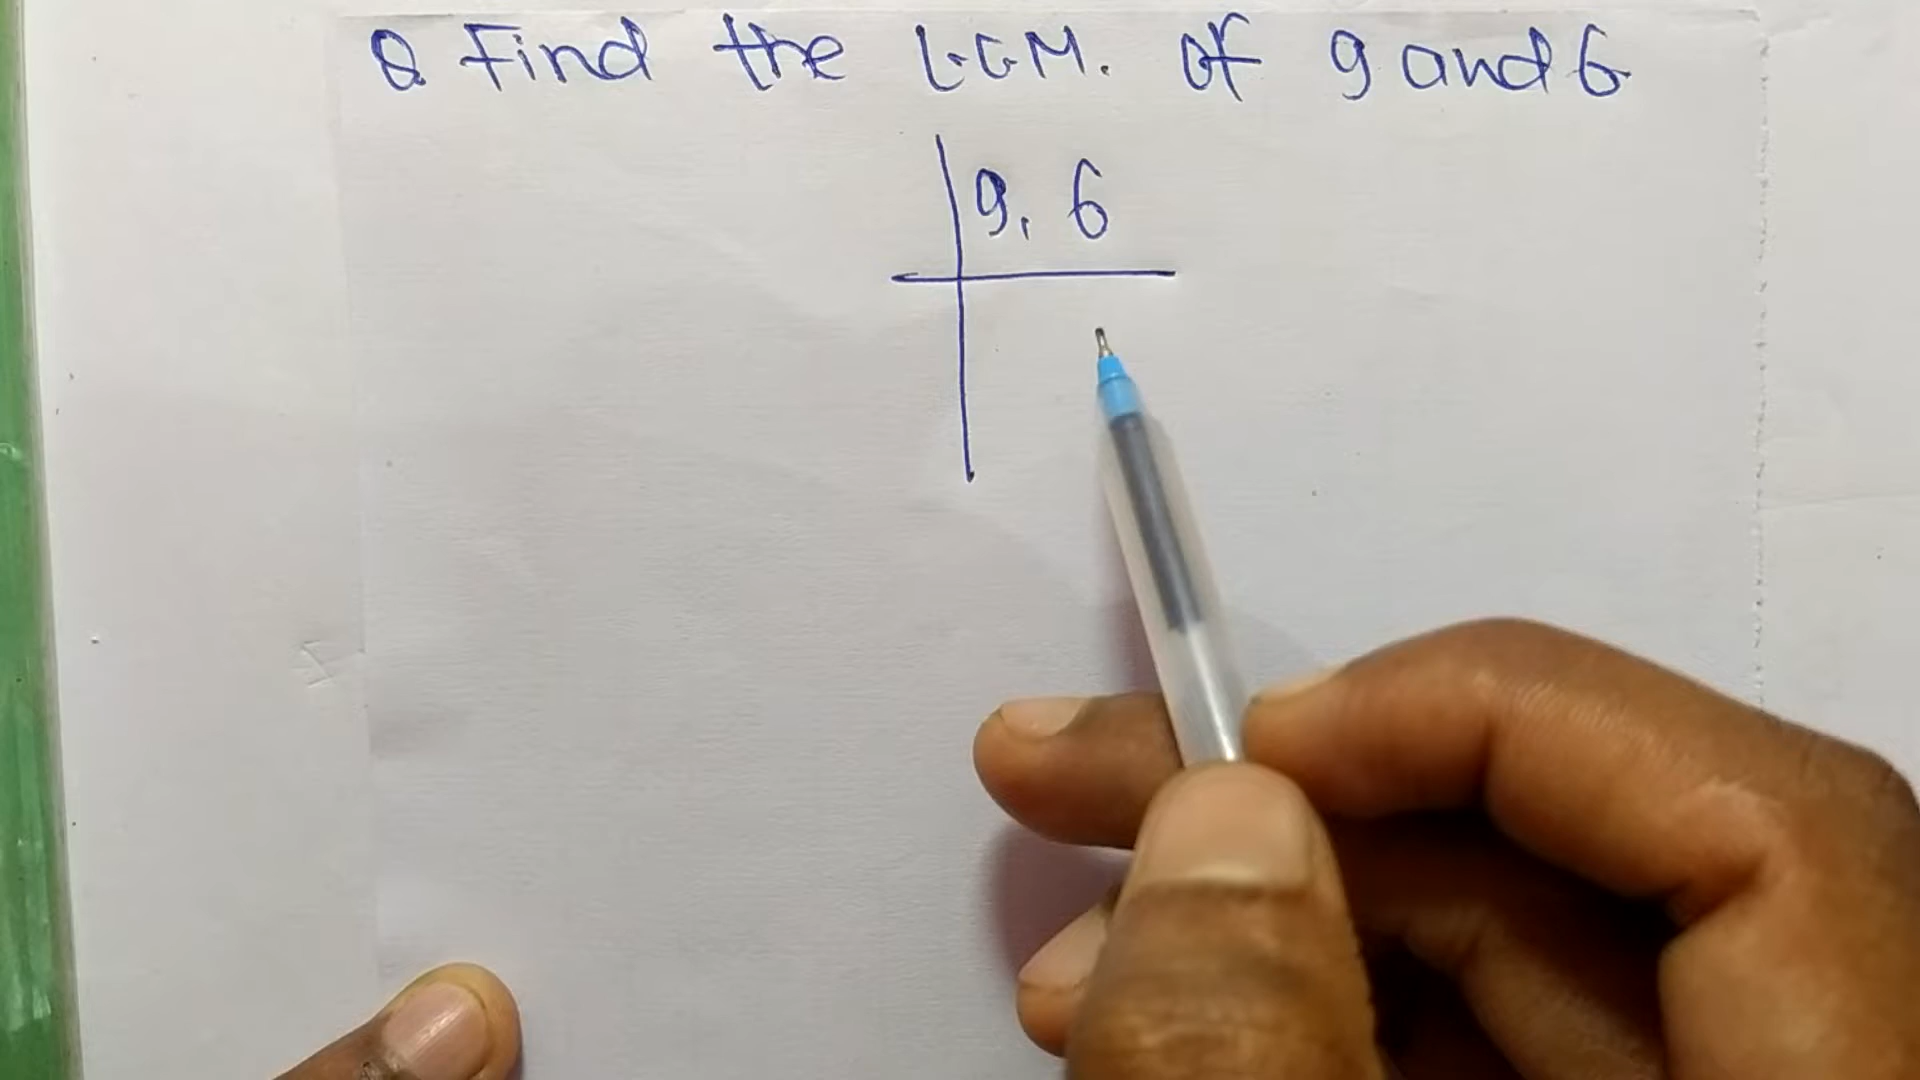 Q Find the L.C.M. Of 9 and 6
9, 6